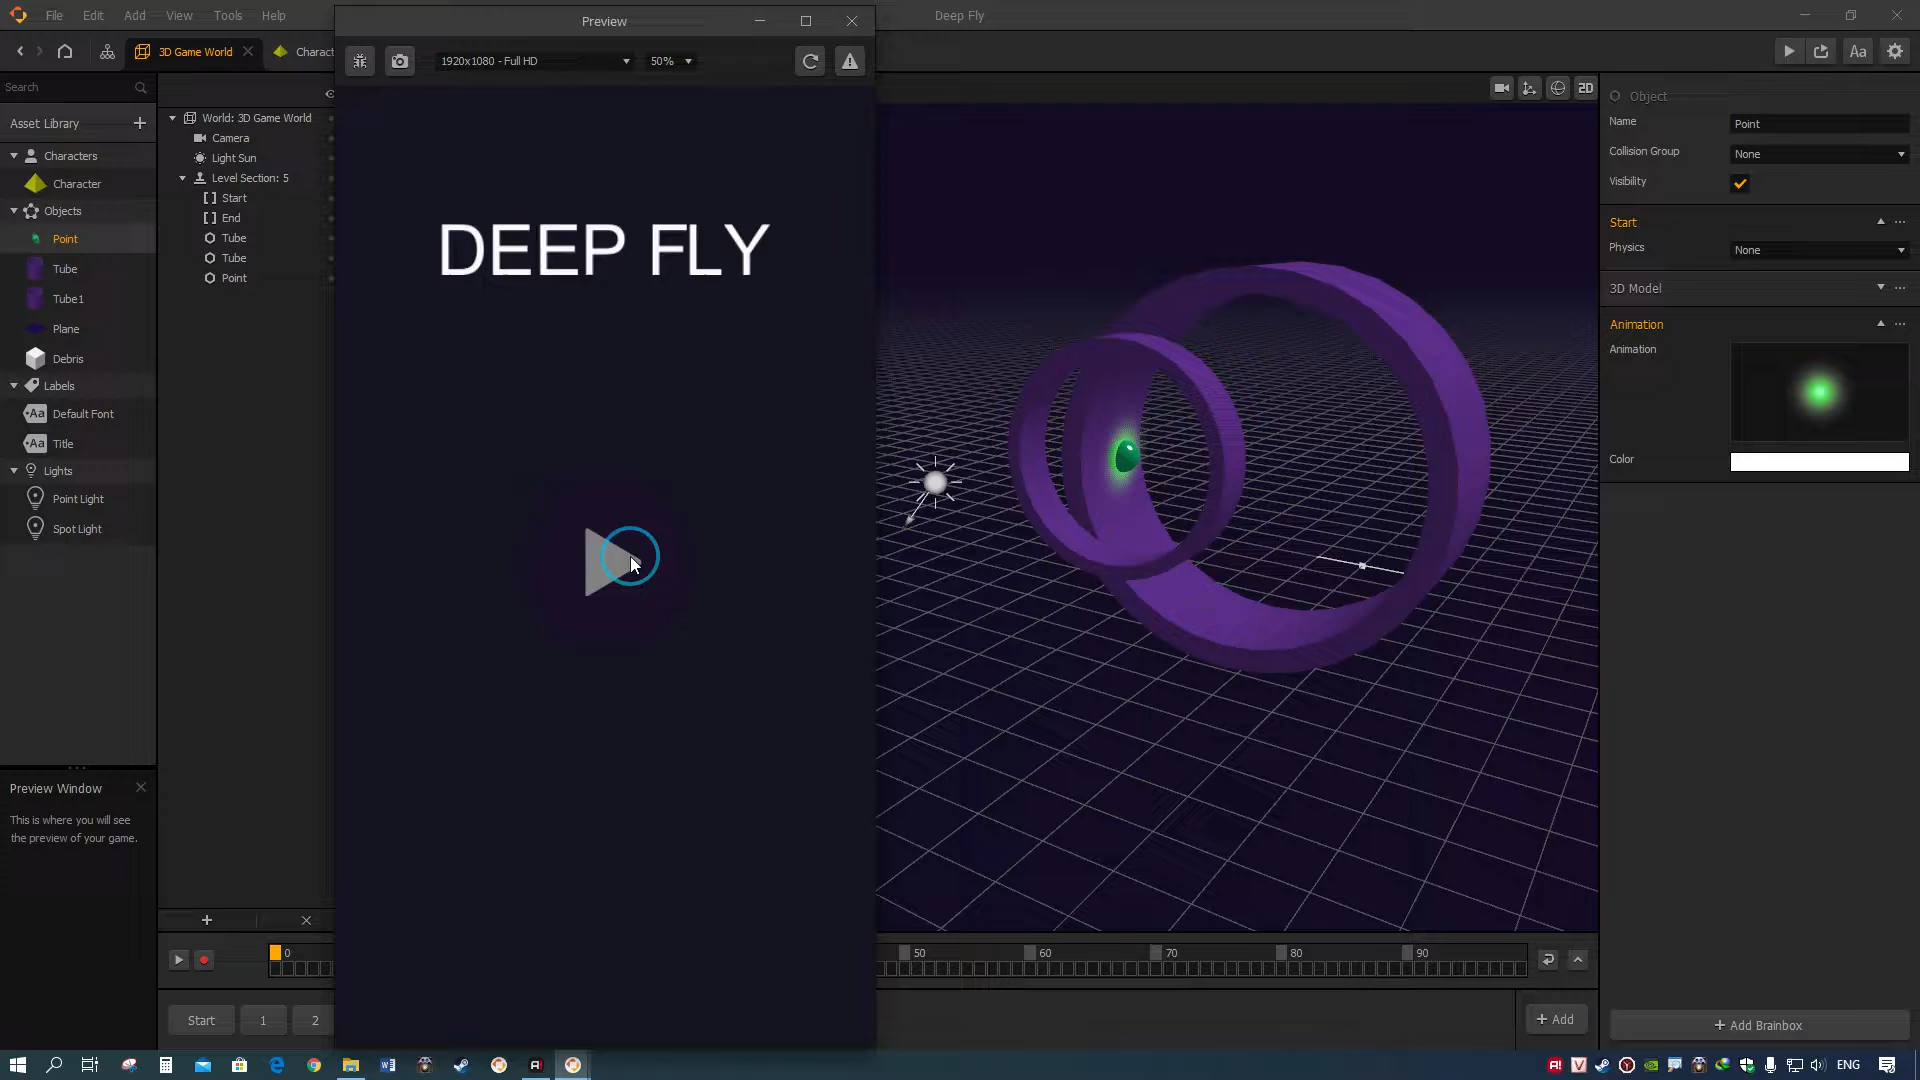 File Edit View Tools Help
Preview
Deep Fly
3D Game World
Charact
1920x1080 - Full HD
50%
Aa
Search
Asset Library
Characters
Character
Objects
Point
Tube
Tube1
Plane
Debris
Labels
Aa Default Font
Aa Title
Lights
Point Light
Spot Light
World: 3D Game World
Camera
Light Sun
Level Section: 5
Start
End
Tube
Tube
Point
DEEP FLY
2D
Object
Name Point
Collision Group None
Visibility
Start
Physics None
3D Model
Animation
Animation
Color
Preview Window
This is where you will see
the preview of your game.
0 50 60 70 80 90
Start 1 2
+ Add
+ Add Brainbox
ENG